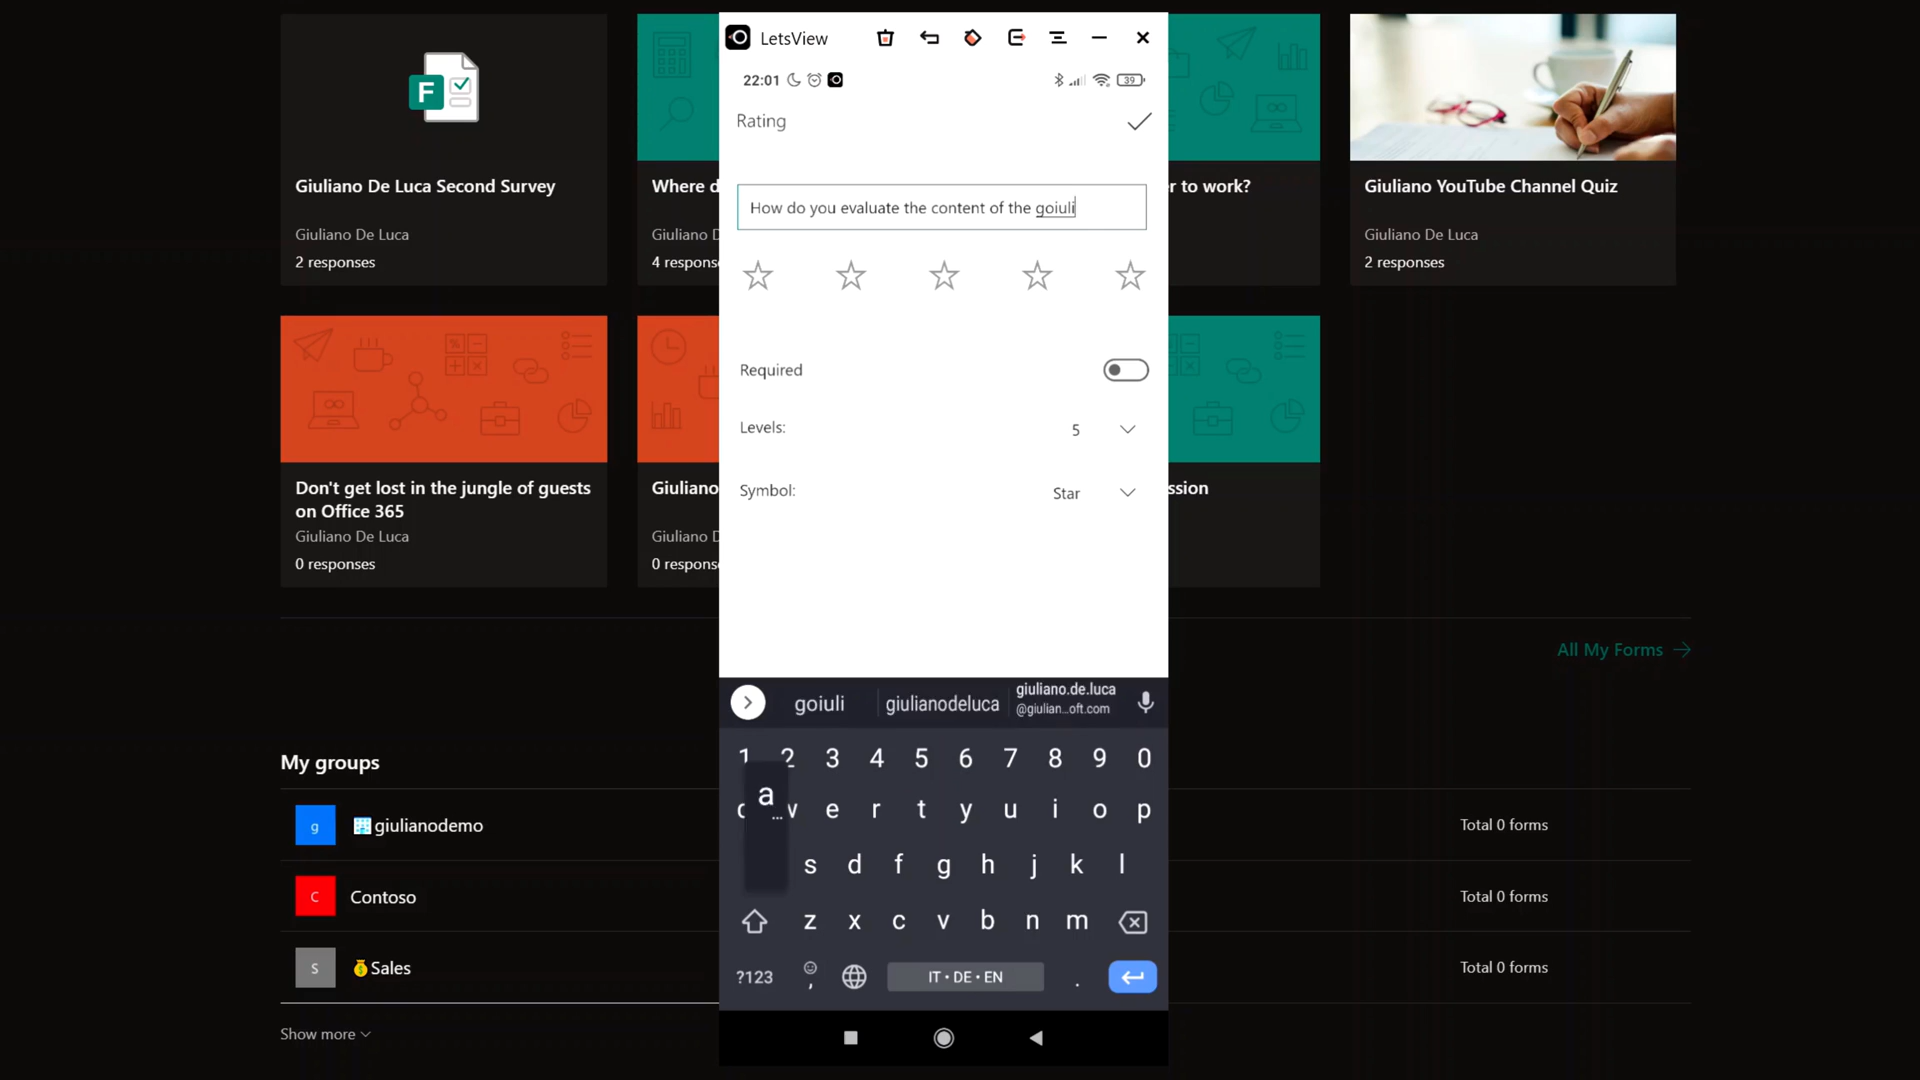 LetsView
22:01
39
Rating
How do you evaluate the content of the goiuli
Required
Levels:
5
Symbol:
Star
goiuli
giulianodeluca
giuliano.de.luca
@giulian...oft.com
1 2 3 4 5 6 7 8 9 0
a
w e r t y u i o p
s d f g h j k l
z x c v b n m
?123
,
IT • DE • EN
.
F
Giuliano De Luca Second Survey
Giuliano De Luca
2 responses
Where d
Giuliano D
4 respons
r to work?
Giuliano YouTube Channel Quiz
Giuliano De Luca
2 responses
Don't get lost in the jungle of guests
on Office 365
Giuliano De Luca
0 responses
Giuliano
Giuliano D
0 respons
ssion
All My Forms
My groups
g
giulianodemo
Total 0 forms
C
Contoso
Total 0 forms
S
Sales
Total 0 forms
Show more